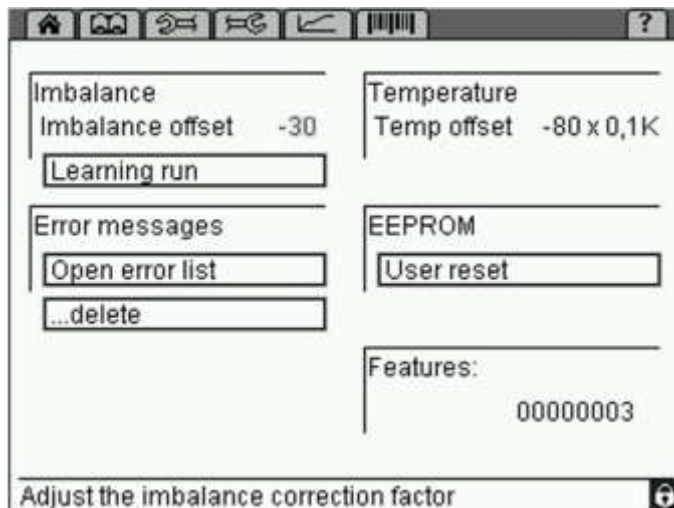 ?
Imbalance
Imbalance offset -30
Learning run
Temperature
Temp offset -80 x 0,1K
Error messages
Open error list
...delete
EEPROM
User reset
Features:
00000003
Adjust the imbalance correction factor